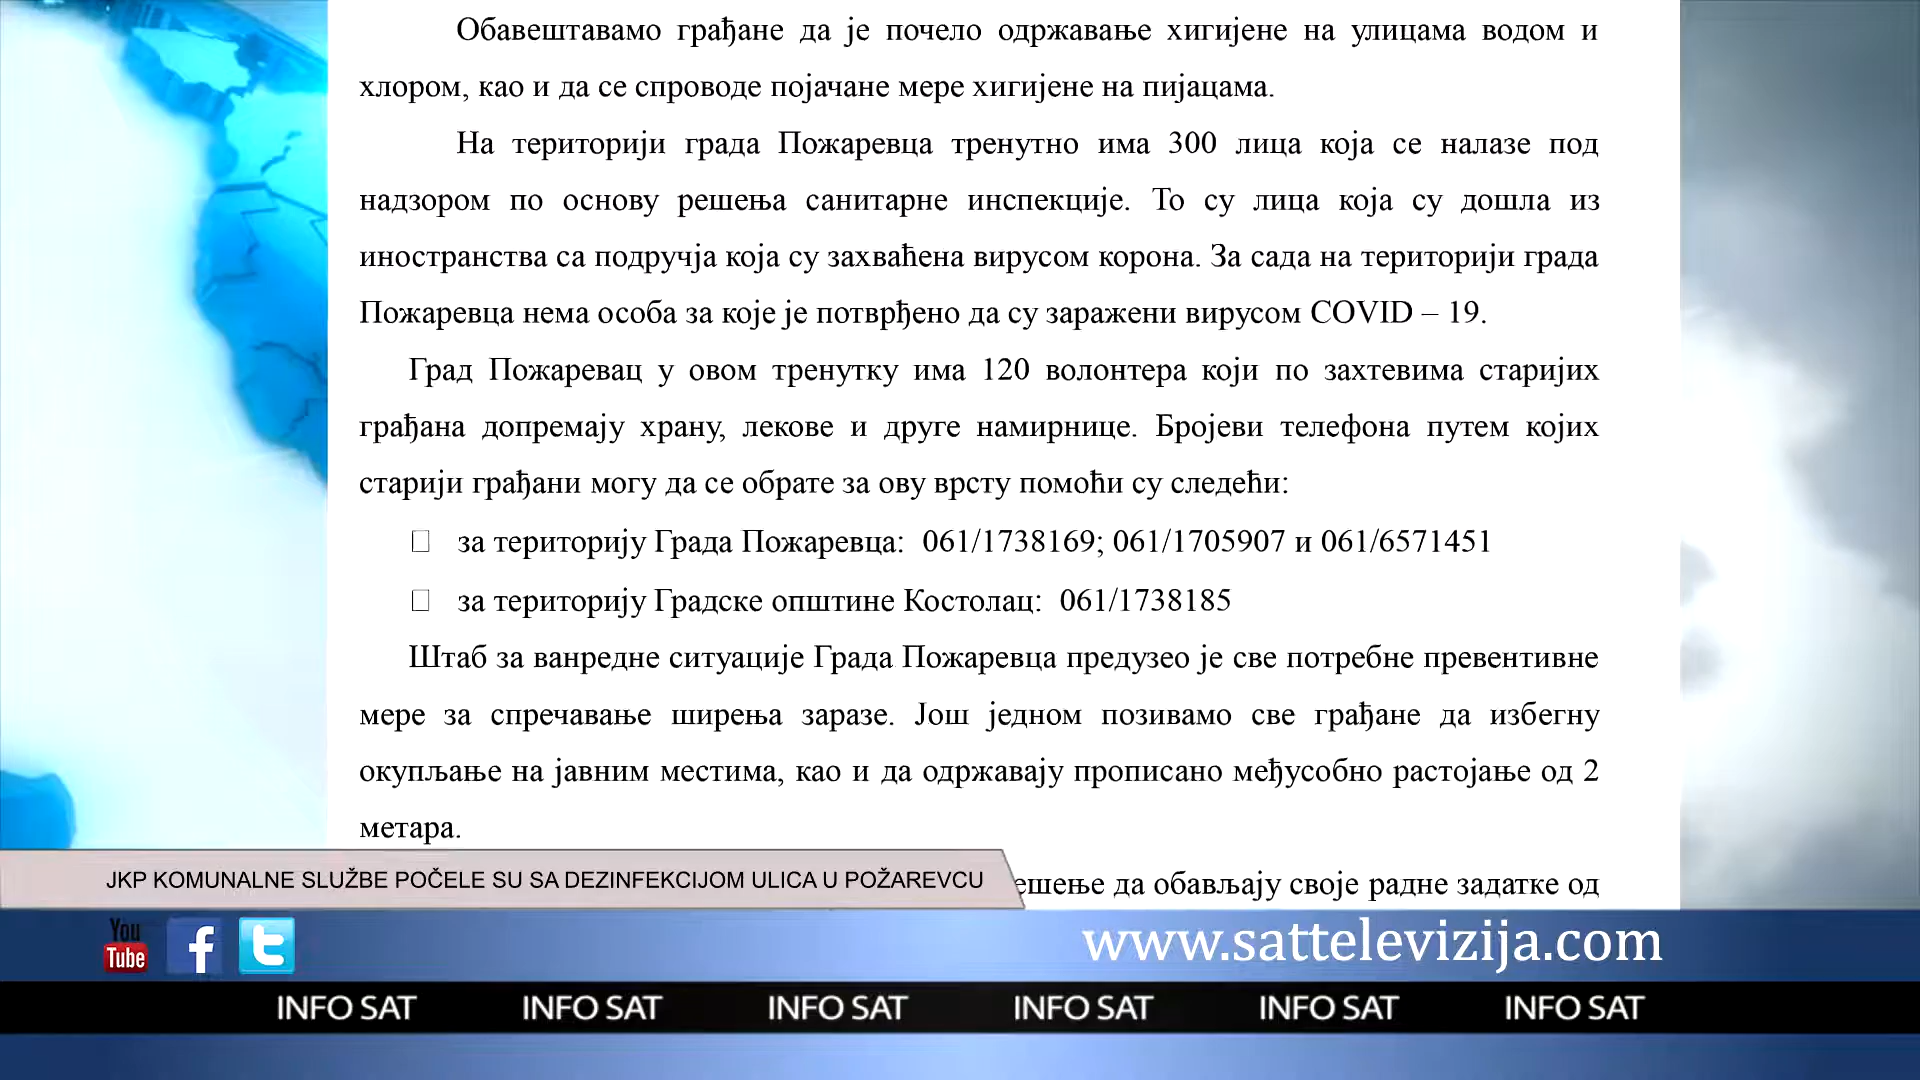 Обавештавамо грађане да је почело одржавање хигијене на улицама водом и
хлором, као и да се спроводе појачане мере хигијене на пијацама.
На територији града Пожаревца тренутно има 300 лица која се налазе под
надзором по основу решења санитарне инспекције. То су лица која су дошла из
иностранства са подручја која су захваћена вирусом корона. За сада на територији града
Пожаревца нема особа за које је потврђено да су заражени вирусом COVID – 19.
Град Пожаревац у овом тренутку има 120 волонтера који по захтевима старијих
грађана допремају храну, лекове и друге намирнице. Бројеви телефона путем којих
старији грађани могу да се обрате за ову врсту помоћи су следећи:
за територију Града Пожаревца: 061/1738169; 061/1705907 и 061/6571451
за територију Градске општине Костолац: 061/1738185
Штаб за ванредне ситуације Града Пожаревца предузео је све потребне превентивне
мере за спречавање ширења заразе. Још једном позивамо све грађане да избегну
окупљање на јавним местима, као и да одржавају прописано међусобно растојање од 2
метара.
ешење да обављају своје радне задатке од
JKP KOMUNALNE SLUŽBE POČELE SU SA DEZINFEKCIJOM ULICA U POŽAREVCU
You
Tube
f
t
www.sattelevizija.com
INFO SAT INFO SAT INFO SAT INFO SAT INFO SAT INFO SAT